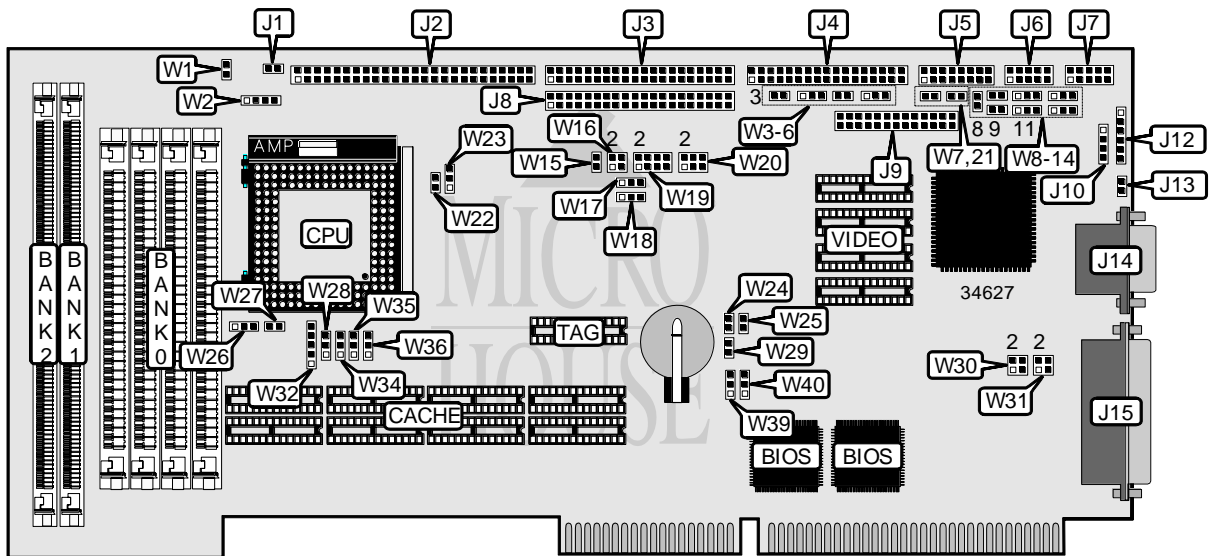 J1
J2
J3
J4
J5
J6
J7
W1
W2
J8
3
W3-6
8 9 11
W7,21
W8-14
J12
J10
J13
J9
AMP
W23
W16
2 2 2
W15
W20
W22
W17
W19
W18
CPU
VIDEO
34627
J14
BANK2
BANK1
BANK0
MICRO
HOUSE
W27
W28
W35
W26
W36
W32
W34
TAG
W24
W25
W29
W40
W39
2 2
W30
W31
J15
CACHE
BIOS
BIOS